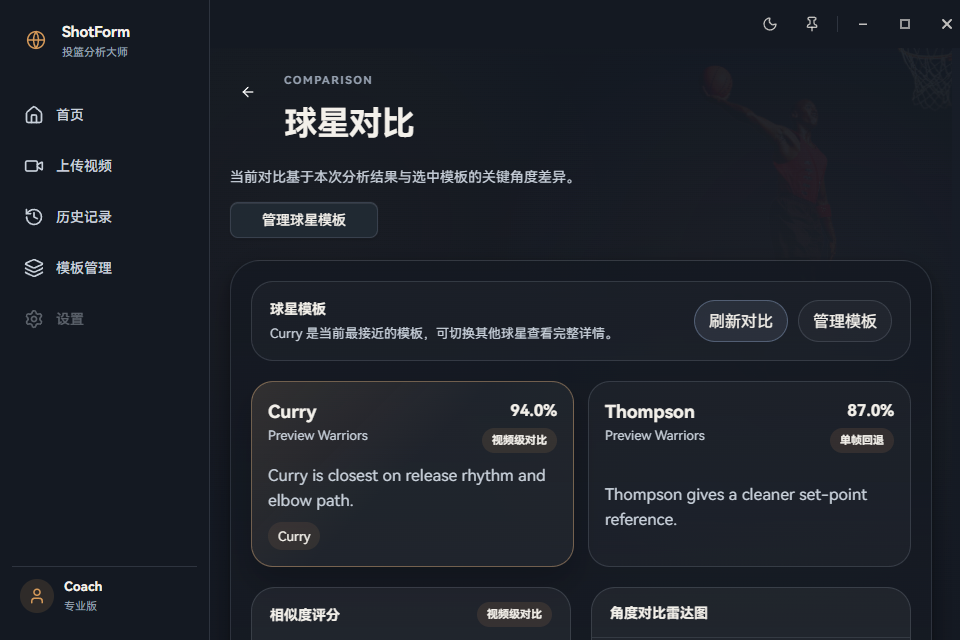 ShotForm
投篮分析大师
首页
上传视频
历史记录
模板管理
设置
Coach
专业版
COMPARISON
球星对比
当前对比基于本次分析结果与选中模板的关键角度差异。
管理球星模板
球星模板
Curry 是当前最接近的模板，可切换其他球星查看完整详情。
刷新对比
管理模板
Curry
94.0%
Preview Warriors
视频级对比
Curry is closest on release rhythm and
elbow path.
Curry
Thompson
87.0%
Preview Warriors
单帧回退
Thompson gives a cleaner set-point
reference.
相似度评分
视频级对比
角度对比雷达图